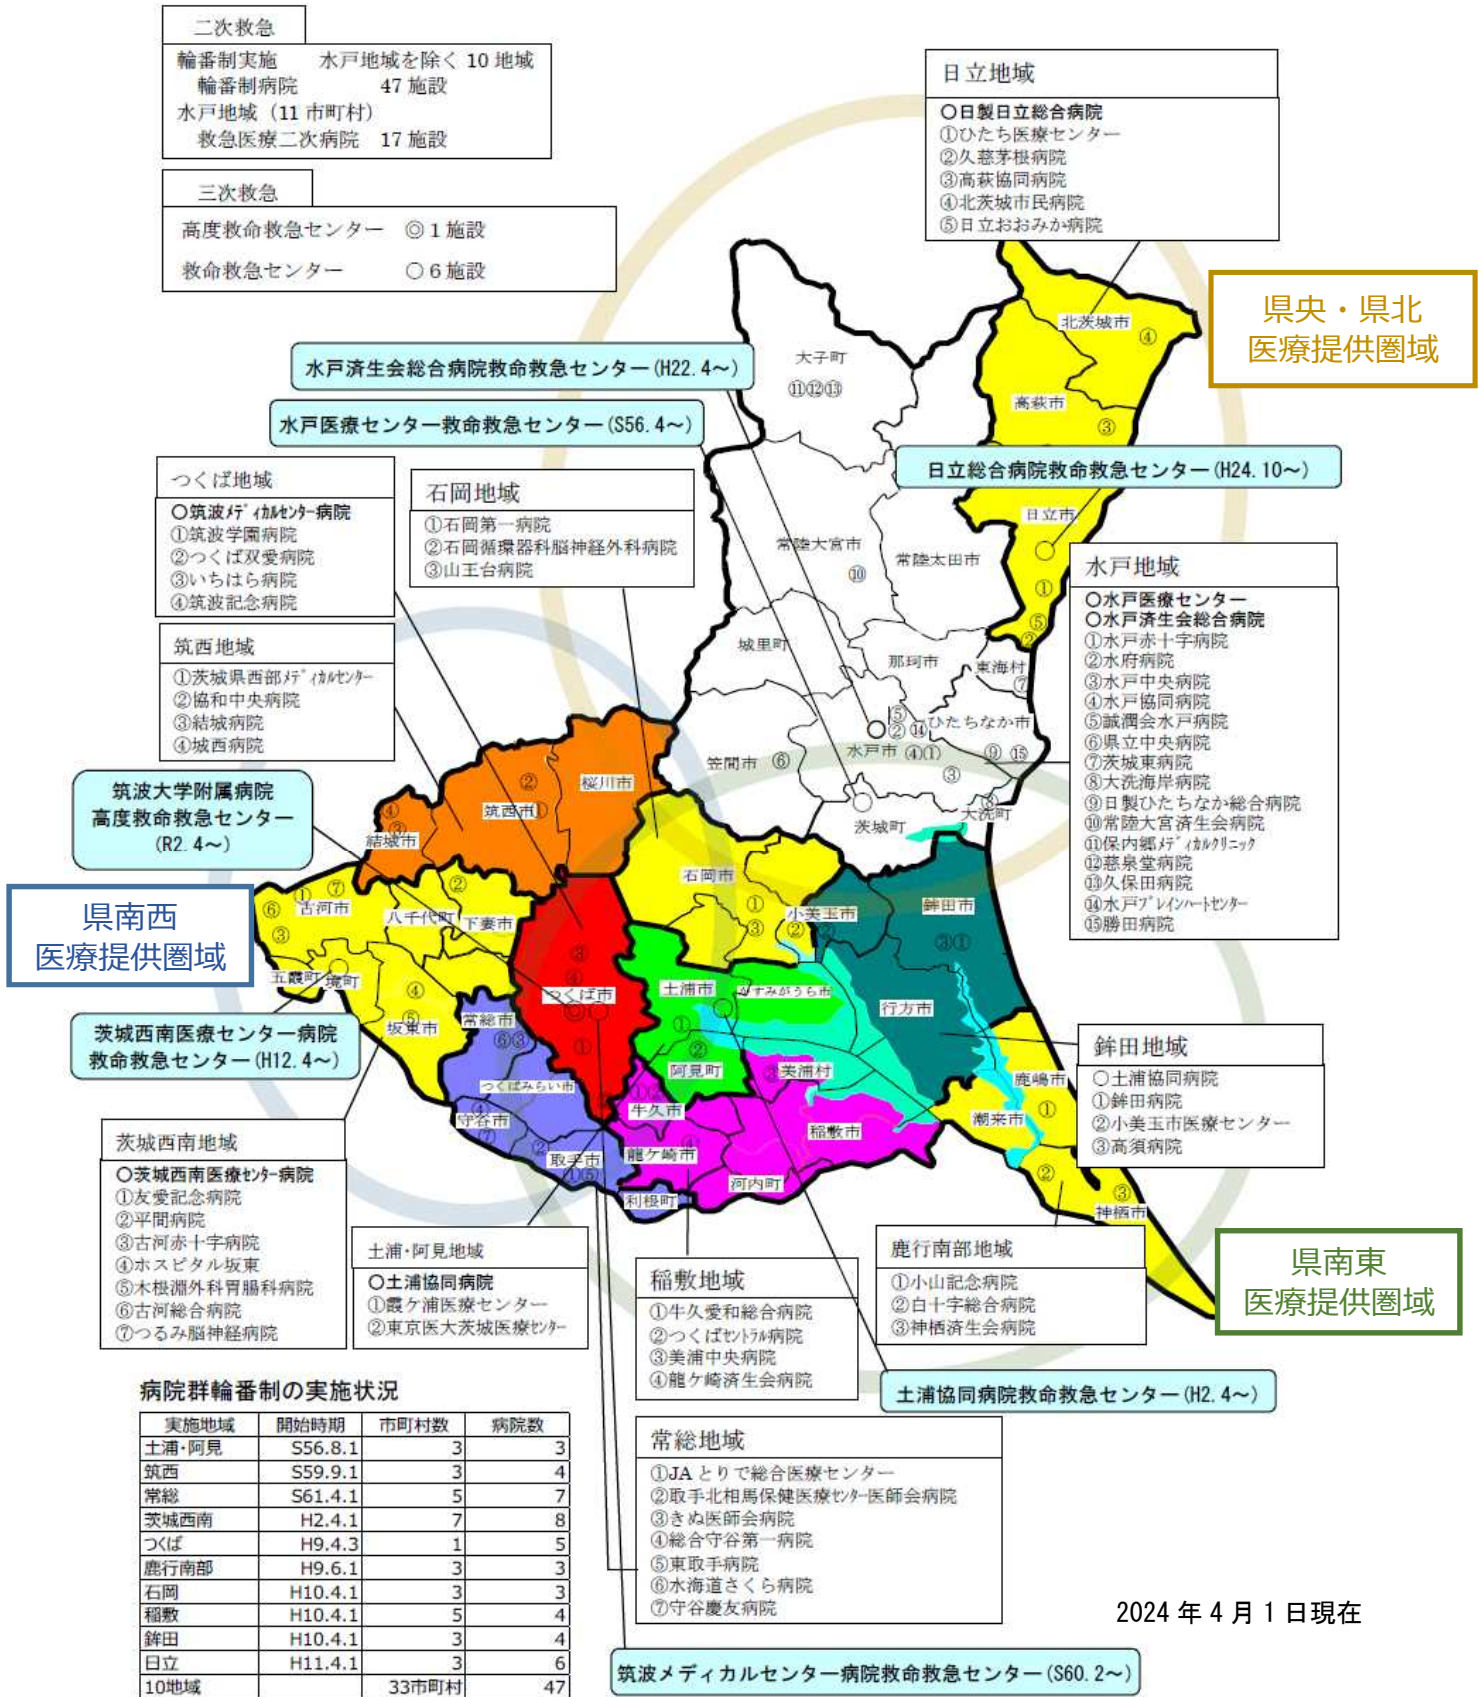 二次救急
輪番制実施　水戸地域を除く 10 地域
輪番制病院　47 施設
水戸地域（11 市町村）
救急医療二次病院　17 施設
三次救急
高度救命救急センター　◎１施設
救命救急センター　○６施設
日立地域
○日製日立総合病院
①ひたち医療センター
②久慈茅根病院
③高萩協同病院
④北茨城市民病院
⑤日立おおみか病院
県央・県北
医療提供圏域
水戸済生会総合病院救命救急センター(H22.4～)
水戸医療センター救命救急センター(S56.4～)
日立総合病院救命救急センター(H24.10～)
つくば地域
○筑波ﾒﾃﾞｨｶﾙｾﾝﾀｰ病院
①筑波学園病院
②つくば双愛病院
③いちはら病院
④筑波記念病院
石岡地域
①石岡第一病院
②石岡循環器科脳神経外科病院
③山王台病院
筑西地域
①茨城県西部ﾒﾃﾞｨｶﾙｾﾝﾀｰ
②協和中央病院
③結城病院
④城西病院
水戸地域
○水戸医療センター
○水戸済生会総合病院
①水戸赤十字病院
②水府病院
③水戸中央病院
④水戸協同病院
⑤誠潤会水戸病院
⑥県立中央病院
⑦茨城東病院
⑧大洗海岸病院
⑨日製ひたちなか総合病院
⑩常陸大宮済生会病院
⑪保内郷ﾒﾃﾞｨｶﾙｸﾘﾆｯｸ
⑫慈泉堂病院
⑬久保田病院
⑭水戸ﾌﾞﾚｲﾝﾊｰﾄｾﾝﾀｰ
⑮勝田病院
筑波大学附属病院
高度救命救急センター
(R2.4～)
県南西
医療提供圏域
茨城西南医療センター病院
救命救急センター(H12.4～)
北茨城市
④
大子町
⑪⑫⑬
高萩市
③
日立市
①
⑤
②
常陸大宮市
⑩
常陸太田市
城里町
那珂市
東海村
⑦
⑤
②⑭
ひたちなか市
水戸市
④①
⑨ ⑮
③
笠間市 ⑥
⑧
大洗町
茨城町
桜川市
②
筑西市
①
④
③
結城市
石岡市
①
③
小美玉市
②
②
鉾田市
③①
①
⑦
⑥
古河市
③
八千代町
②
下妻市
五霞町
境町
④
⑤
坂東市
常総市
⑥③
③
④
つくば市
◎
①
土浦市
かすみがうら市
①
②
阿見町
行方市
つくばみらい市
④
守谷市
⑦
②
取手市
①⑤
①②
牛久市
③
美浦村
④
龍ケ崎市
稲敷市
河内町
利根町
鹿嶋市
①
潮来市
②
③
神栖市
鉾田地域
○土浦協同病院
①鉾田病院
②小美玉市医療センター
③高須病院
茨城西南地域
○茨城西南医療ｾﾝﾀｰ病院
①友愛記念病院
②平間病院
③古河赤十字病院
④ホスピタル坂東
⑤木根淵外科胃腸科病院
⑥古河総合病院
⑦つるみ脳神経病院
土浦・阿見地域
○土浦協同病院
①霞ケ浦医療センター
②東京医大茨城医療ｾﾝﾀｰ
稲敷地域
①牛久愛和総合病院
②つくばｾﾝﾄﾗﾙ病院
③美浦中央病院
④龍ケ崎済生会病院
鹿行南部地域
①小山記念病院
②白十字総合病院
③神栖済生会病院
県南東
医療提供圏域
土浦協同病院救命救急センター(H2.4～)
常総地域
①JA とりで総合医療センター
②取手北相馬保健医療ｾﾝﾀｰ医師会病院
③きぬ医師会病院
④総合守谷第一病院
⑤東取手病院
⑥水海道さくら病院
⑦守谷慶友病院
病院群輪番制の実施状況
実施地域　開始時期　市町村数　病院数
土浦・阿見　S56.8.1　3　3
筑西　S59.9.1　3　4
常総　S61.4.1　5　7
茨城西南　H2.4.1　7　8
つくば　H9.4.3　1　5
鹿行南部　H9.6.1　3　3
石岡　H10.4.1　3　3
稲敷　H10.4.1　5　4
鉾田　H10.4.1　3　4
日立　H11.4.1　3　6
10地域　33市町村　47
2024 年 4 月 1 日現在
筑波メディカルセンター病院救命救急センター(S60.2～)